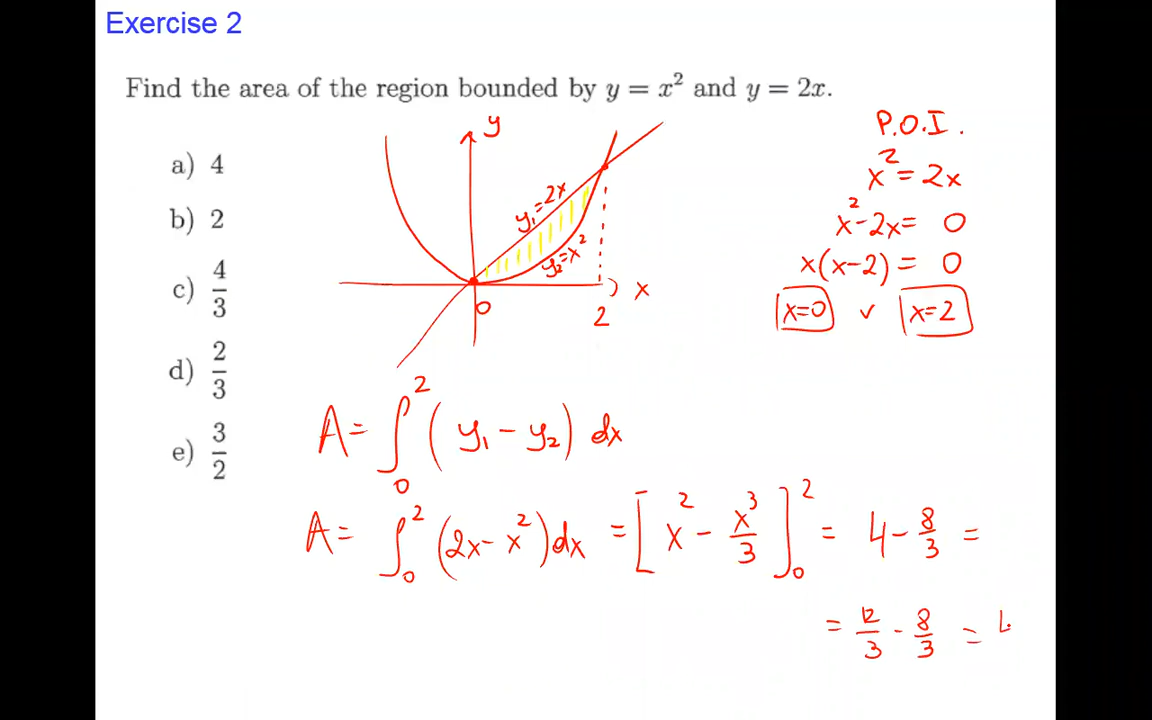 Exercise 2
Find the area of the region bounded by y = x² and y = 2x.
a) 4
b) 2
c) 4/3
d) 2/3
e) 3/2
y
y₁=2x
y₂=x²
0
2
x
P.O.I.
x² = 2x
x² - 2x = 0
x(x-2) = 0
x=0 ∨ x=2
A = ∫₀² (y₁ - y₂) dx
A = ∫₀² (2x - x²) dx = [x² - x³/3]₀² = 4 - 8/3 =
= 12/3 - 8/3 =